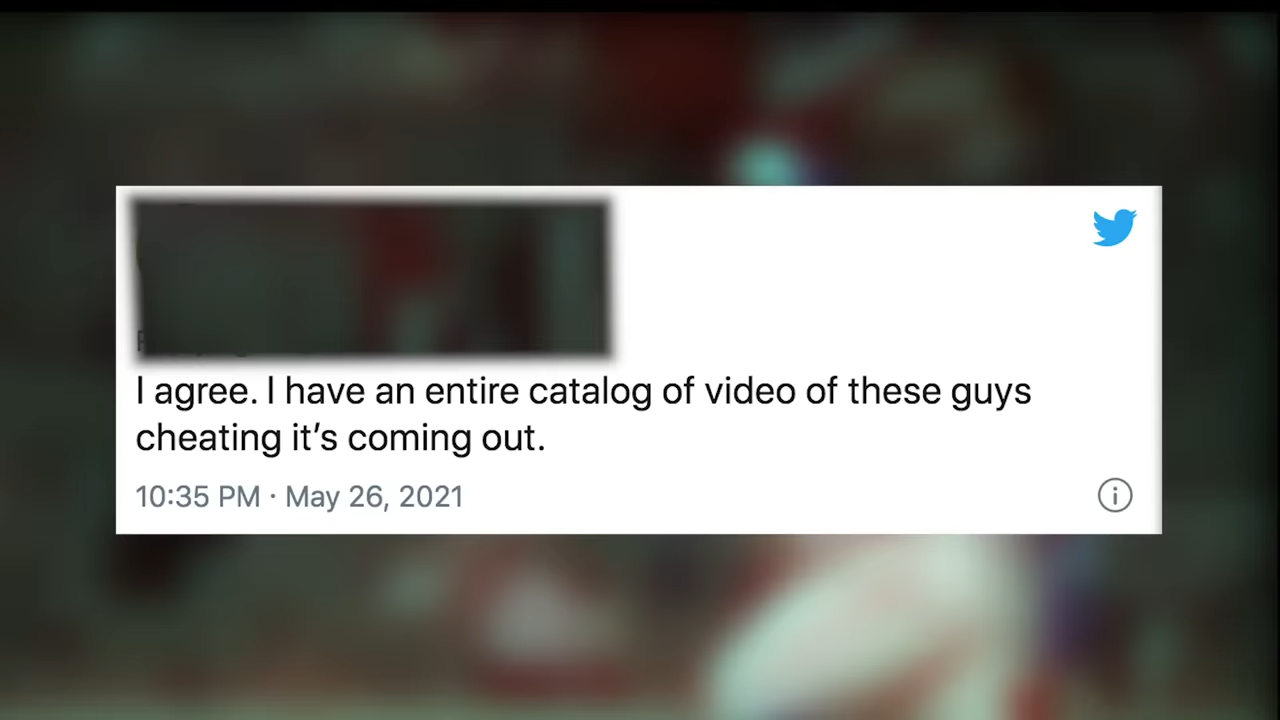 I agree. I have an entire catalog of video of these guys
cheating it’s coming out.
10:35 PM · May 26, 2021